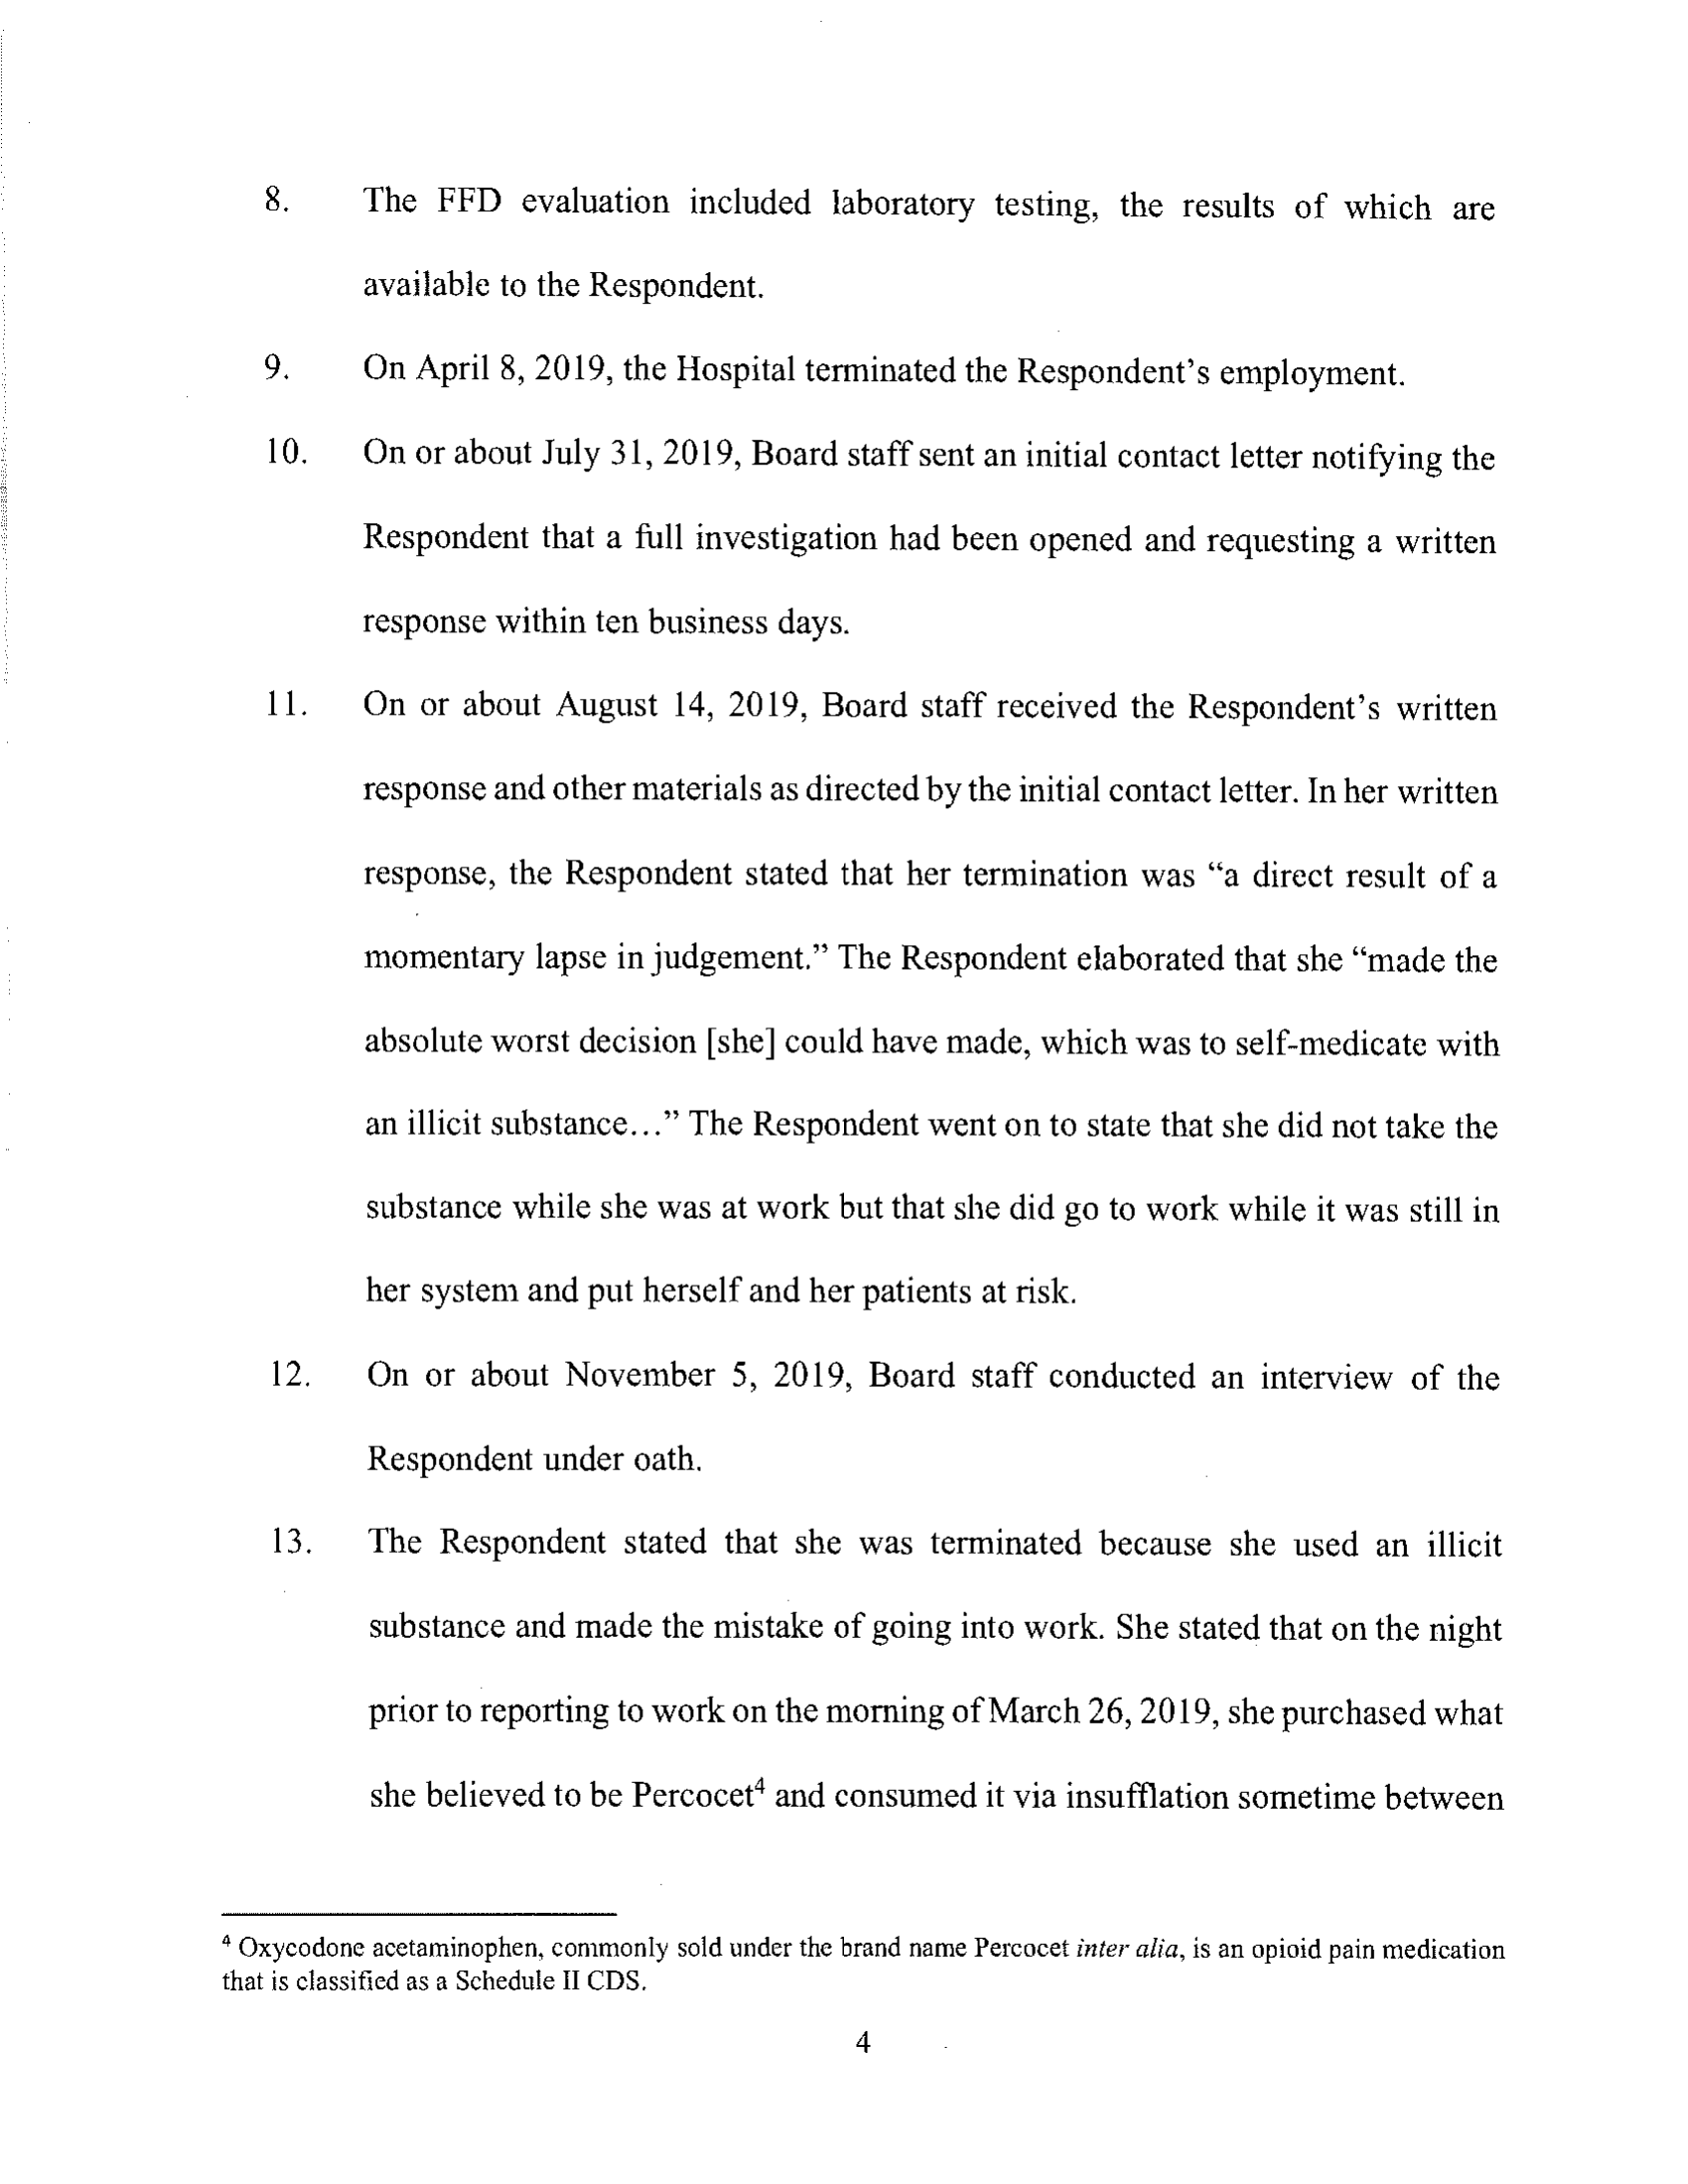 8. The FFD evaluation included laboratory testing, the results of which are
available to the Respondent.
9. On April 8, 2019, the Hospital terminated the Respondent's employment.
10. On or about July 31, 2019, Board staff sent an initial contact letter notifying the
Respondent that a full investigation had been opened and requesting a written
response within ten business days.
11. On or about August 14, 2019, Board staff received the Respondent's written
response and other materials as directed by the initial contact letter. In her written
response, the Respondent stated that her termination was “a direct result of a
momentary lapse in judgement.” The Respondent elaborated that she “made the
absolute worst decision [she] could have made, which was to self-medicate with
an illicit substance…” The Respondent went on to state that she did not take the
substance while she was at work but that she did go to work while it was still in
her system and put herself and her patients at risk.
12. On or about November 5, 2019, Board staff conducted an interview of the
Respondent under oath.
13. The Respondent stated that she was terminated because she used an illicit
substance and made the mistake of going into work. She stated that on the night
prior to reporting to work on the morning of March 26, 2019, she purchased what
she believed to be Percocet⁴ and consumed it via insufflation sometime between
⁴ Oxycodone acetaminophen, commonly sold under the brand name Percocet inter alia, is an opioid pain medication
that is classified as a Schedule II CDS.
4